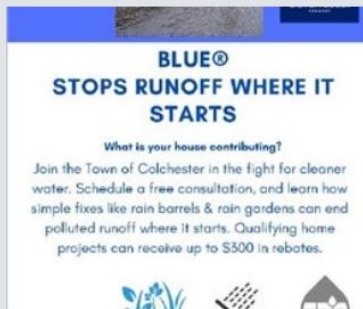 BLUE®
STOPS RUNOFF WHERE IT
STARTS
What is your house contributing?
Join the Town of Colchester in the fight for cleaner
water. Schedule a free consultation, and learn how
simple fixes like rain barrels & rain gardens can end
polluted runoff where it starts. Qualifying home
projects can receive up to $300 in rebates.